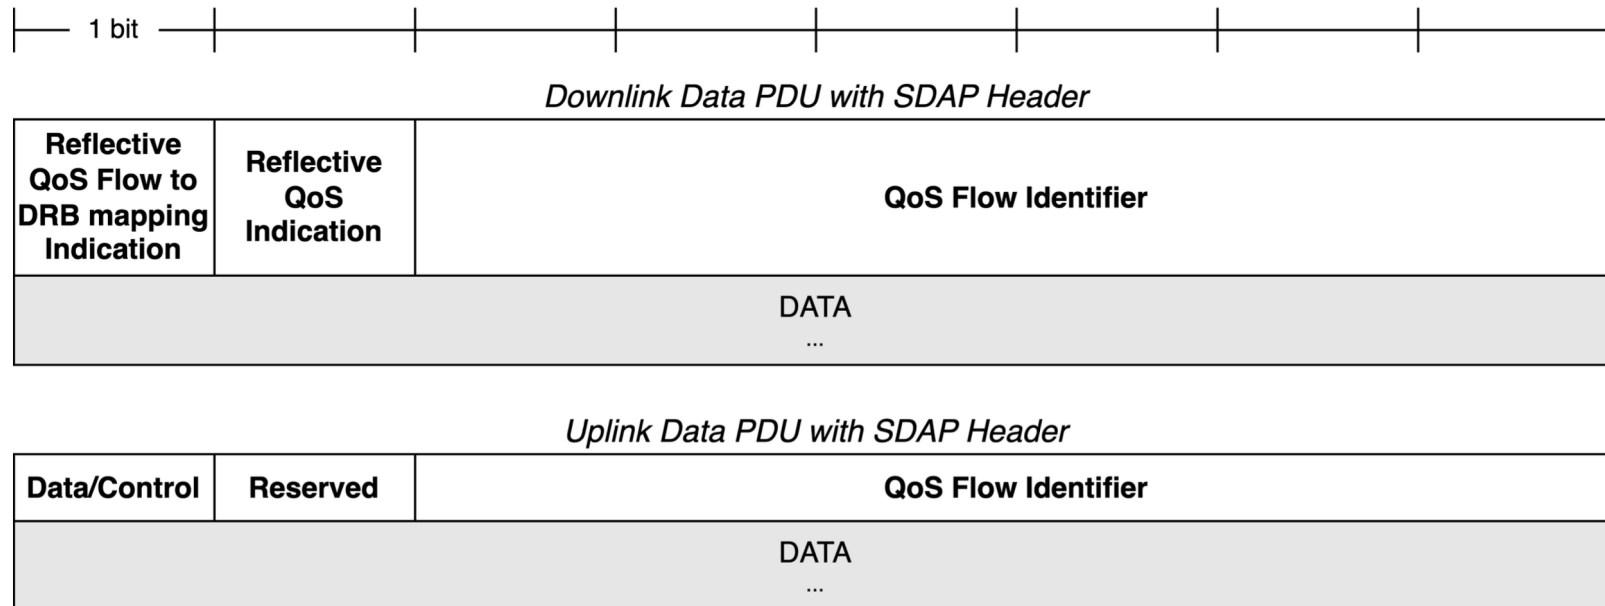 1 bit
Downlink Data PDU with SDAP Header
Reflective
QoS Flow to
DRB mapping
Indication
Reflective
QoS
Indication
QoS Flow Identifier
DATA
...
Uplink Data PDU with SDAP Header
Data/Control
Reserved
QoS Flow Identifier
DATA
...